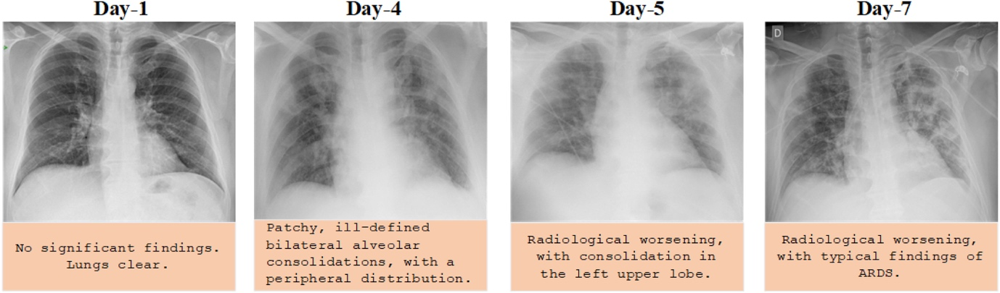 Day-1
Day-4
Day-5
Day-7
D
No significant findings.
Lungs clear.
Patchy, ill-defined
bilateral alveolar
consolidations, with a
peripheral distribution.
Radiological worsening,
with consolidation in
the left upper lobe.
Radiological worsening,
with typical findings of
ARDS.